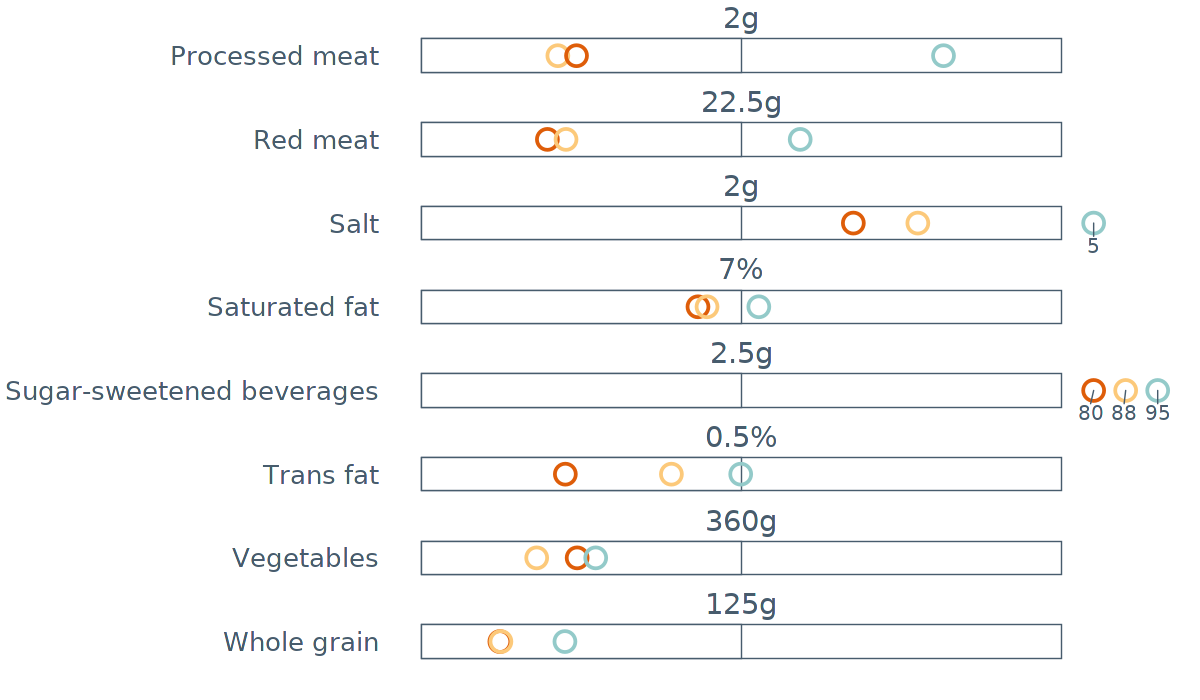 2g
Processed meat
22.5g
Red meat
2g
Salt
5
7%
Saturated fat
2.5g
Sugar-sweetened beverages
80 88 95
0.5%
Trans fat
360g
Vegetables
125g
Whole grain